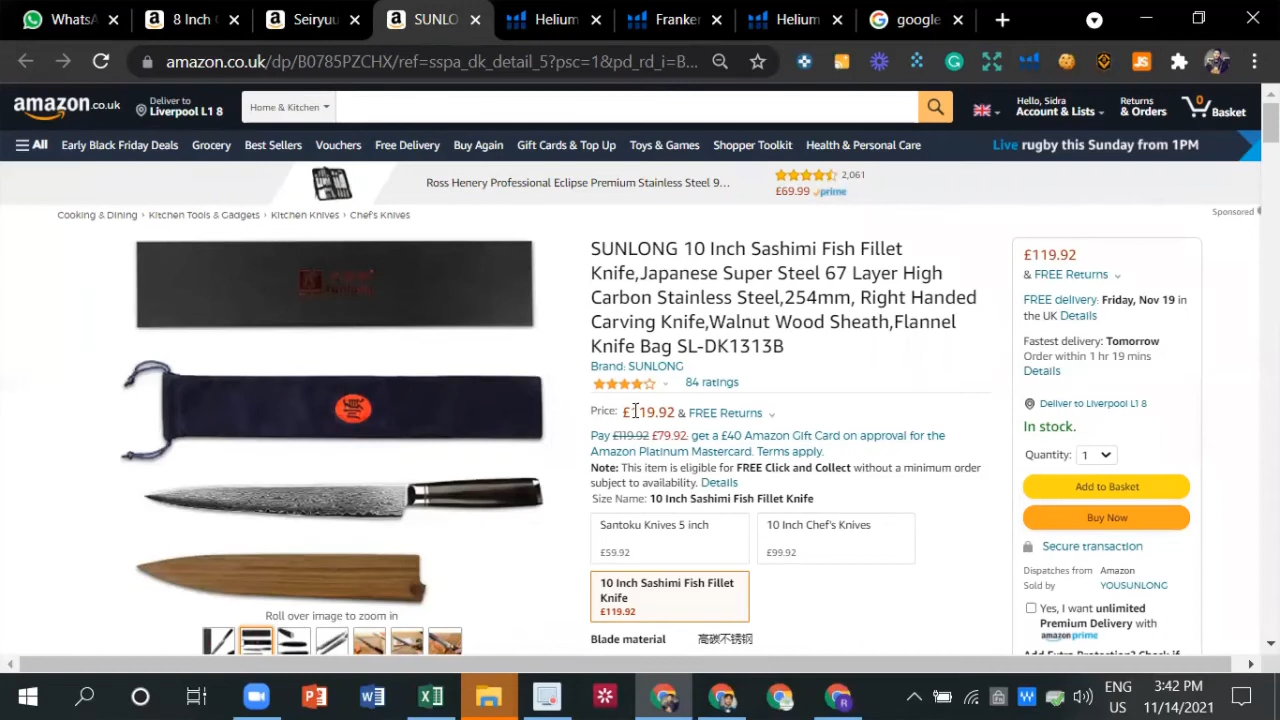 WhatsA
8 Inch
Seiryuu
SUNLO
Helium
Franker
Helium
google
amazon.co.uk/dp/B0785PZCHX/ref=sspa_dk_detail_5?psc=1&pd_rd_i=B...
amazon.co.uk
Deliver to
Liverpool L1 8
Home & Kitchen
Hello, Sidra
Account & Lists
Returns
& Orders
0
Basket
All
Early Black Friday Deals
Grocery
Best Sellers
Vouchers
Free Delivery
Buy Again
Gift Cards & Top Up
Toys & Games
Shopper Toolkit
Health & Personal Care
Live rugby this Sunday from 1PM
Ross Henery Professional Eclipse Premium Stainless Steel 9...
2,061
£69.99 prime
Cooking & Dining › Kitchen Tools & Gadgets › Kitchen Knives › Chef's Knives
Sponsored
SUNLONG 10 Inch Sashimi Fish Fillet
Knife,Japanese Super Steel 67 Layer High
Carbon Stainless Steel,254mm, Right Handed
Carving Knife,Walnut Wood Sheath,Flannel
Knife Bag SL-DK1313B
Brand: SUNLONG
84 ratings
Price: £119.92 & FREE Returns
Pay £119.92 £79.92: get a £40 Amazon Gift Card on approval for the
Amazon Platinum Mastercard. Terms apply.
Note: This item is eligible for FREE Click and Collect without a minimum order
subject to availability. Details
Size Name: 10 Inch Sashimi Fish Fillet Knife
Santoku Knives 5 inch
£59.92
10 Inch Chef's Knives
£99.92
10 Inch Sashimi Fish Fillet
Knife
£119.92
Blade material 高碳不锈钢
Roll over image to zoom in
£119.92
& FREE Returns
FREE delivery: Friday, Nov 19 in
the UK Details
Fastest delivery: Tomorrow
Order within 1 hr 19 mins
Details
Deliver to Liverpool L1 8
In stock.
Quantity: 1
Add to Basket
Buy Now
Secure transaction
Dispatches from Amazon
Sold by YOUSUNLONG
Yes, I want unlimited
Premium Delivery with
amazon prime
Add Extra Protection? Check if
ENG
US
3:42 PM
11/14/2021